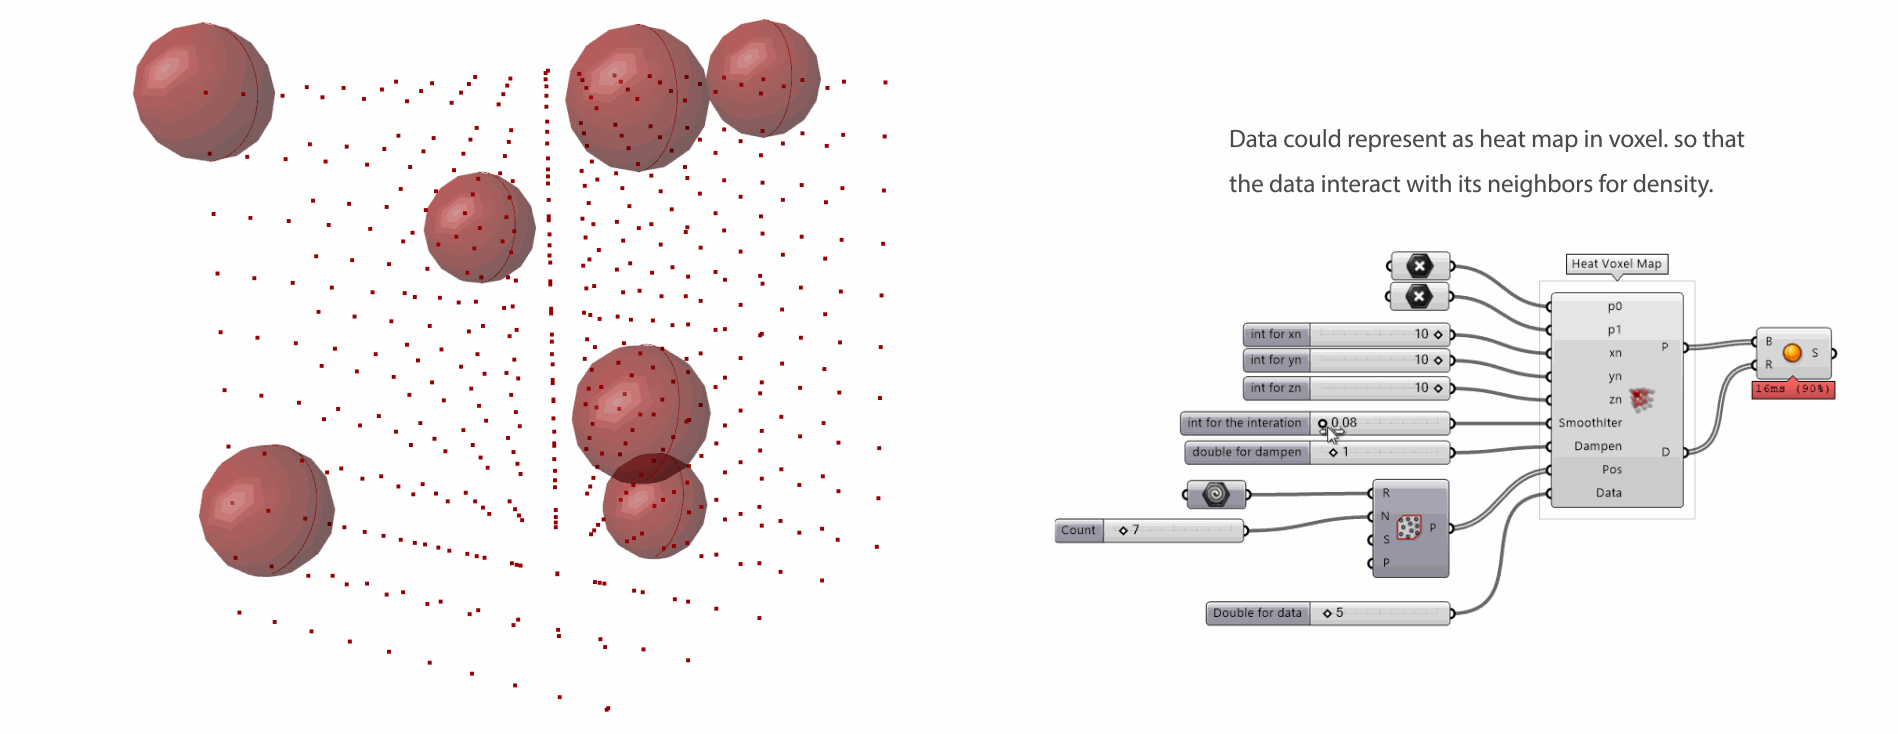 Data could represent as heat map in voxel. so that
the data interact with its neighbors for density.
Heat Voxel Map
p0
p1
int for xn 10
xn
int for yn 10
yn
int for zn 10
zn
int for the interation 0.08
SmoothIter
double for dampen 1
Dampen
Pos
Data
P
D
B
R
S
16ms (90%)
Count 7
R
N
S
P
P
Double for data 5